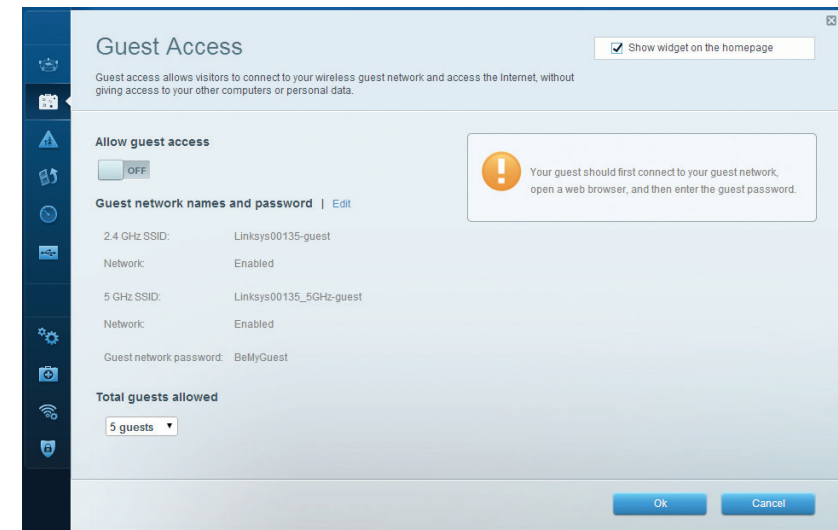 Guest Access
Show widget on the homepage
Guest access allows visitors to connect to your wireless guest network and access the Internet, without
giving access to your other computers or personal data.
Allow guest access
OFF
Your guest should first connect to your guest network,
open a web browser, and then enter the guest password.
Guest network names and password | Edit
2.4 GHz SSID: Linksys00135-guest
Network: Enabled
5 GHz SSID: Linksys00135_5GHz-guest
Network: Enabled
Guest network password: BeMyGuest
Total guests allowed
5 guests
Ok Cancel